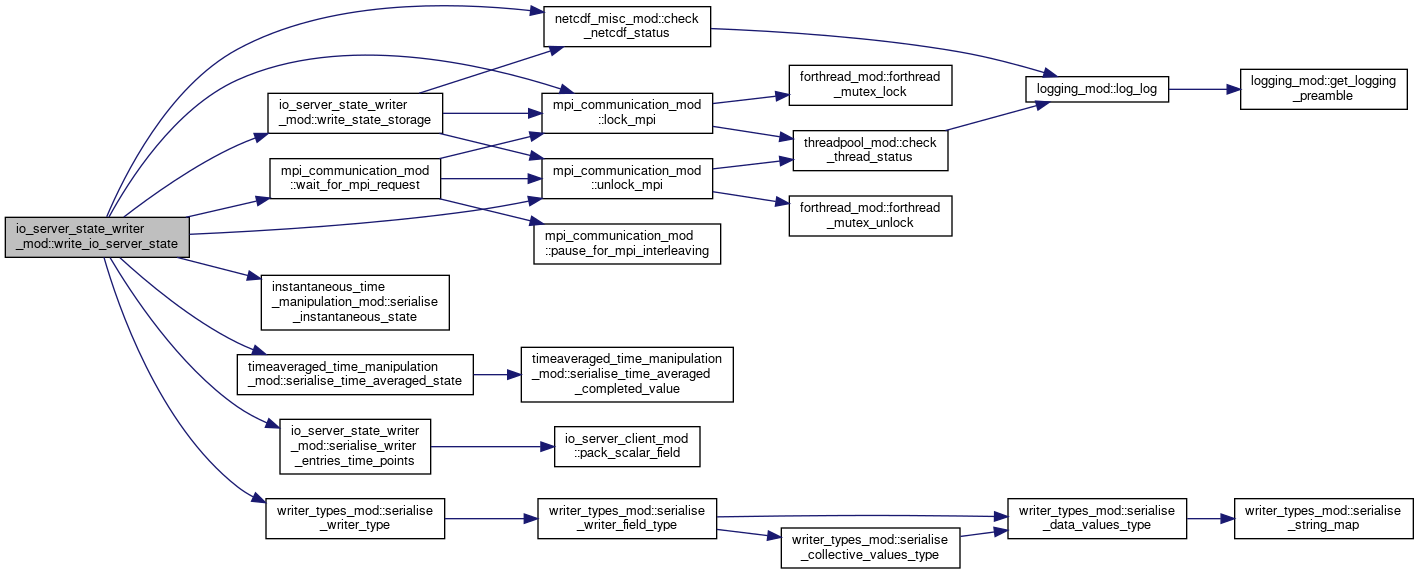 io_server_state_writer
_mod::write_io_server_state
netcdf_misc_mod::check
_netcdf_status
io_server_state_writer
_mod::write_state_storage
mpi_communication_mod
::wait_for_mpi_request
mpi_communication_mod
::lock_mpi
mpi_communication_mod
::unlock_mpi
mpi_communication_mod
::pause_for_mpi_interleaving
forthread_mod::forthread
_mutex_lock
threadpool_mod::check
_thread_status
forthread_mod::forthread
_mutex_unlock
logging_mod::log_log
logging_mod::get_logging
_preamble
instantaneous_time
_manipulation_mod::serialise
_instantaneous_state
timeaveraged_time_manipulation
_mod::serialise_time_averaged_state
timeaveraged_time_manipulation
_mod::serialise_time_averaged
_completed_value
io_server_state_writer
_mod::serialise_writer
_entries_time_points
io_server_client_mod
::pack_scalar_field
writer_types_mod::serialise
_writer_type
writer_types_mod::serialise
_writer_field_type
writer_types_mod::serialise
_collective_values_type
writer_types_mod::serialise
_data_values_type
writer_types_mod::serialise
_string_map